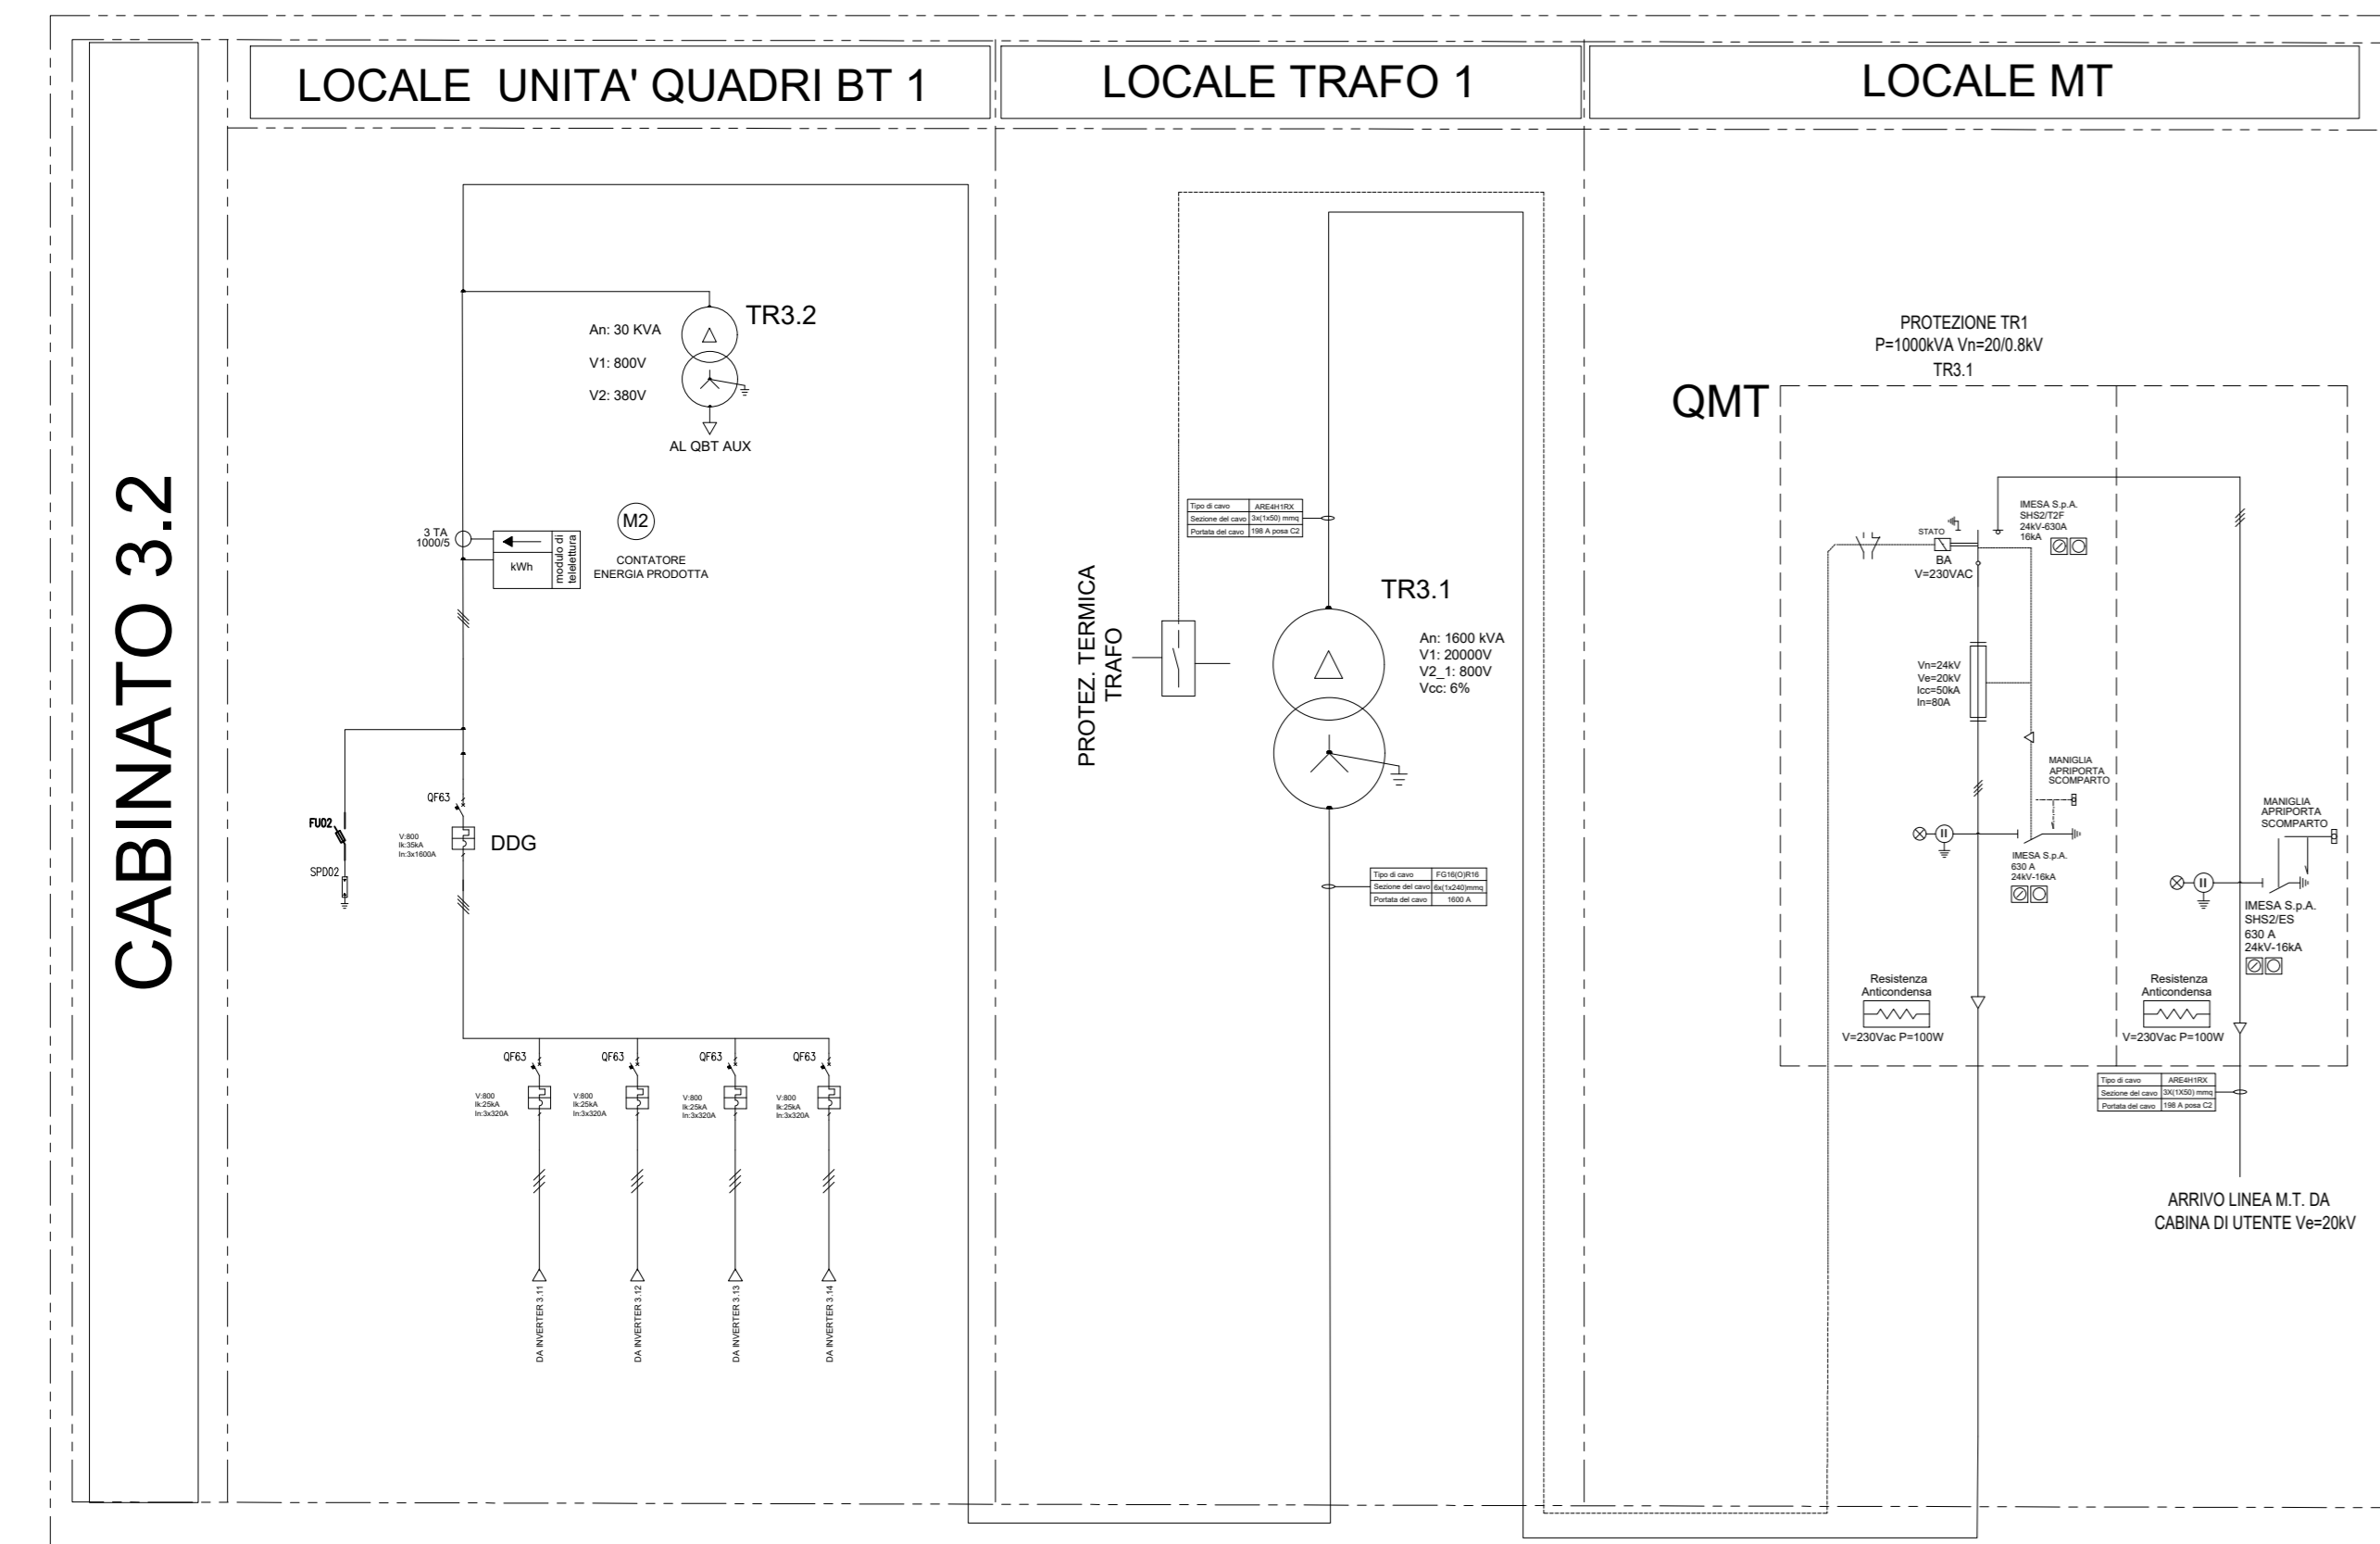 CABINATO 3.2
LOCALE UNITA' QUADRI BT 1
LOCALE TRAFO 1
LOCALE MT
TR3.2
An: 30 KVA
V1: 800V
V2: 380V
AL QBT AUX
3 TA
1000/5
kWh
modulo di
telelettura
M2
CONTATORE
ENERGIA PRODOTTA
QF63
V:800
Ik:35kA
In:3x1600A
DDG
FU02
SPD02
QF63
V:800
Ik:25kA
In:3x320A
QF63
V:800
Ik:25kA
In:3x320A
QF63
V:800
Ik:25kA
In:3x320A
QF63
V:800
Ik:25kA
In:3x320A
DA INVERTER 3.11
DA INVERTER 3.12
DA INVERTER 3.13
DA INVERTER 3.14
Tipo di cavo ARE4H1RX
Sezione del cavo 3x(1x50) mmq
Portata del cavo 198 A posa C2
PROTEZ. TERMICA
TRAFO
TR3.1
An: 1600 kVA
V1: 20000V
V2_1: 800V
Vcc: 6%
Tipo di cavo FG16(O)R16
Sezione del cavo 6x(1x240)mmq
Portata del cavo 1600 A
PROTEZIONE TR1
P=1000kVA Vn=20/0.8kV
TR3.1
QMT
IMESA S.p.A.
SHS2/T2F
24kV-630A
16kA
STATO
BA
V=230VAC
Vn=24kV
Ve=20kV
Icc=50kA
In=80A
MANIGLIA
APRIPORTA
SCOMPARTO
IMESA S.p.A.
630 A
24kV-16kA
Resistenza
Anticondensa
V=230Vac P=100W
MANIGLIA
APRIPORTA
SCOMPARTO
IMESA S.p.A.
SHS2/ES
630 A
24kV-16kA
Resistenza
Anticondensa
V=230Vac P=100W
Tipo di cavo ARE4H1RX
Sezione del cavo 3X(1X50) mmq
Portata del cavo 198 A posa C2
ARRIVO LINEA M.T. DA
CABINA DI UTENTE Ve=20kV